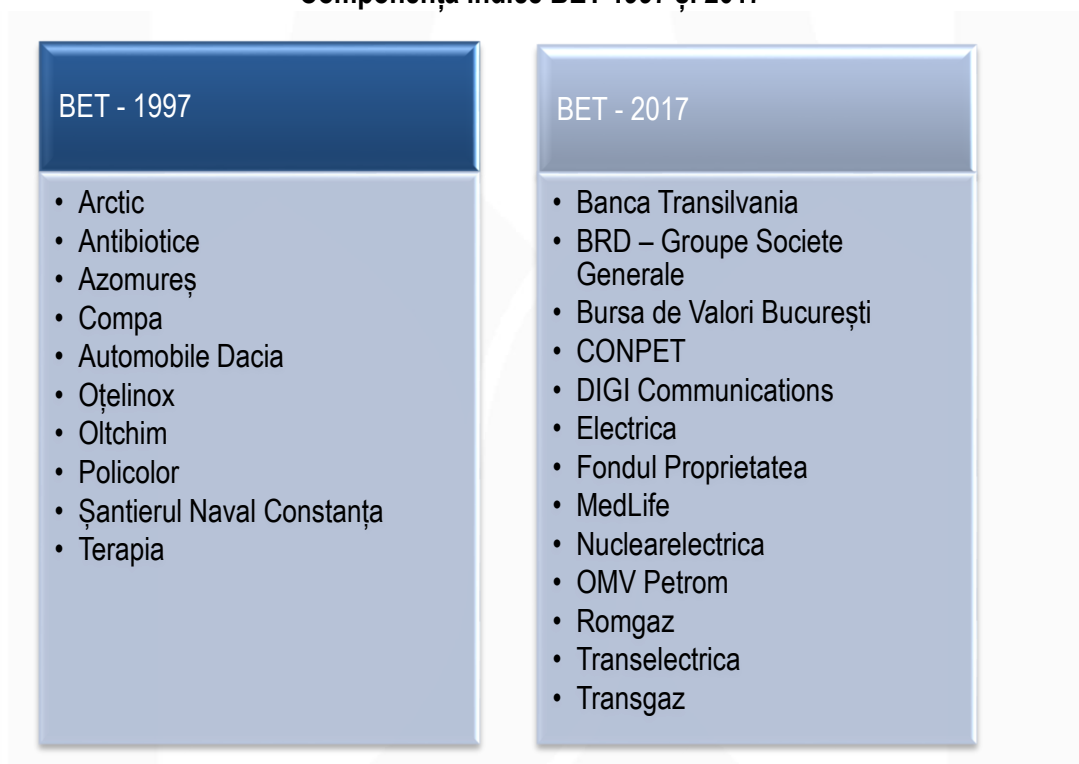 Componența indice BET 1997 și 2017
BET - 1997
• Arctic
• Antibiotice
• Azomureș
• Compa
• Automobile Dacia
• Oțelinox
• Oltchim
• Policolor
• Șantierul Naval Constanța
• Terapia
BET - 2017
• Banca Transilvania
• BRD – Groupe Societe
Generale
• Bursa de Valori București
• CONPET
• DIGI Communications
• Electrica
• Fondul Proprietatea
• MedLife
• Nuclearelectrica
• OMV Petrom
• Romgaz
• Transelectrica
• Transgaz